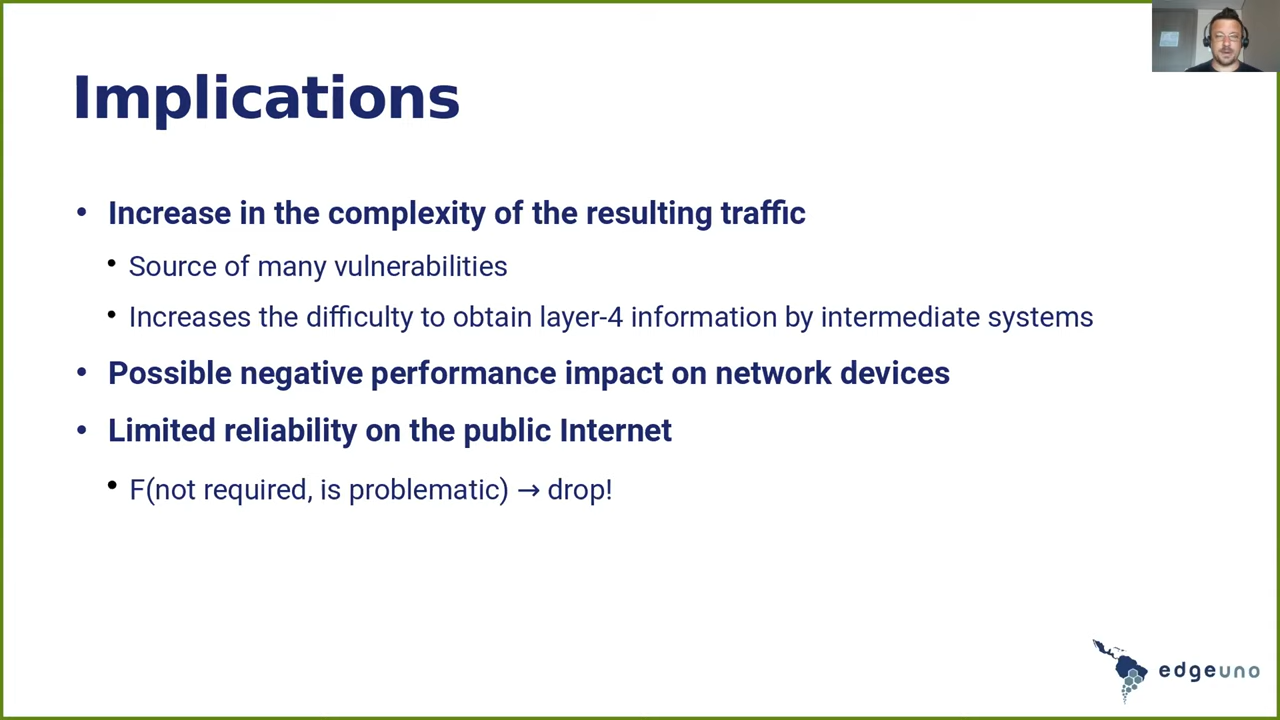 Implications
• Increase in the complexity of the resulting traffic
• Source of many vulnerabilities
• Increases the difficulty to obtain layer-4 information by intermediate systems
• Possible negative performance impact on network devices
• Limited reliability on the public Internet
• F(not required, is problematic) → drop!
edgeuno